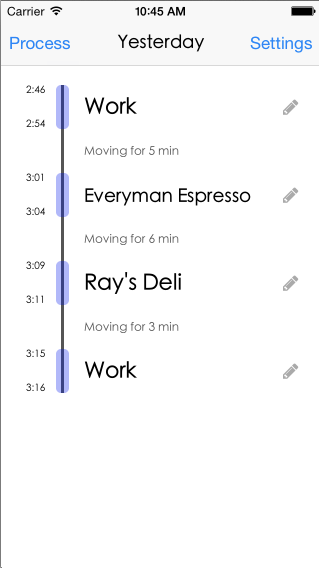 Carrier 10:45 AM
Process Yesterday Settings
2:46
Work
2:54
Moving for 5 min
3:01
Everyman Espresso
3:04
Moving for 6 min
3:09
Ray's Deli
3:11
Moving for 3 min
3:15
Work
3:16